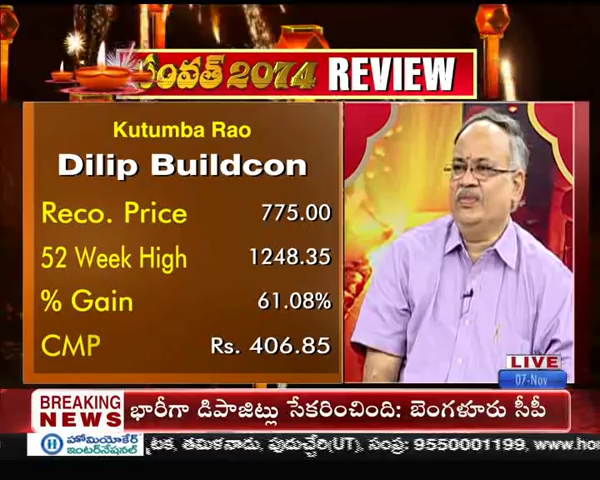 సంవత్ 2074 REVIEW
Kutumba Rao
Dilip Buildcon
Reco. Price 775.00
52 Week High 1248.35
% Gain 61.08%
CMP Rs. 406.85
LIVE
07-Nov
BREAKING NEWS భారీగా డిపాజిట్లు సేకరించింది: బెంగళూరు సీపీ
హోమియోకేర్ ఇంటర్నేషనల్ టక, తమిళనాడు, పుదుచ్చేరి(UT), సంప్ర: 9550001199, www.ho